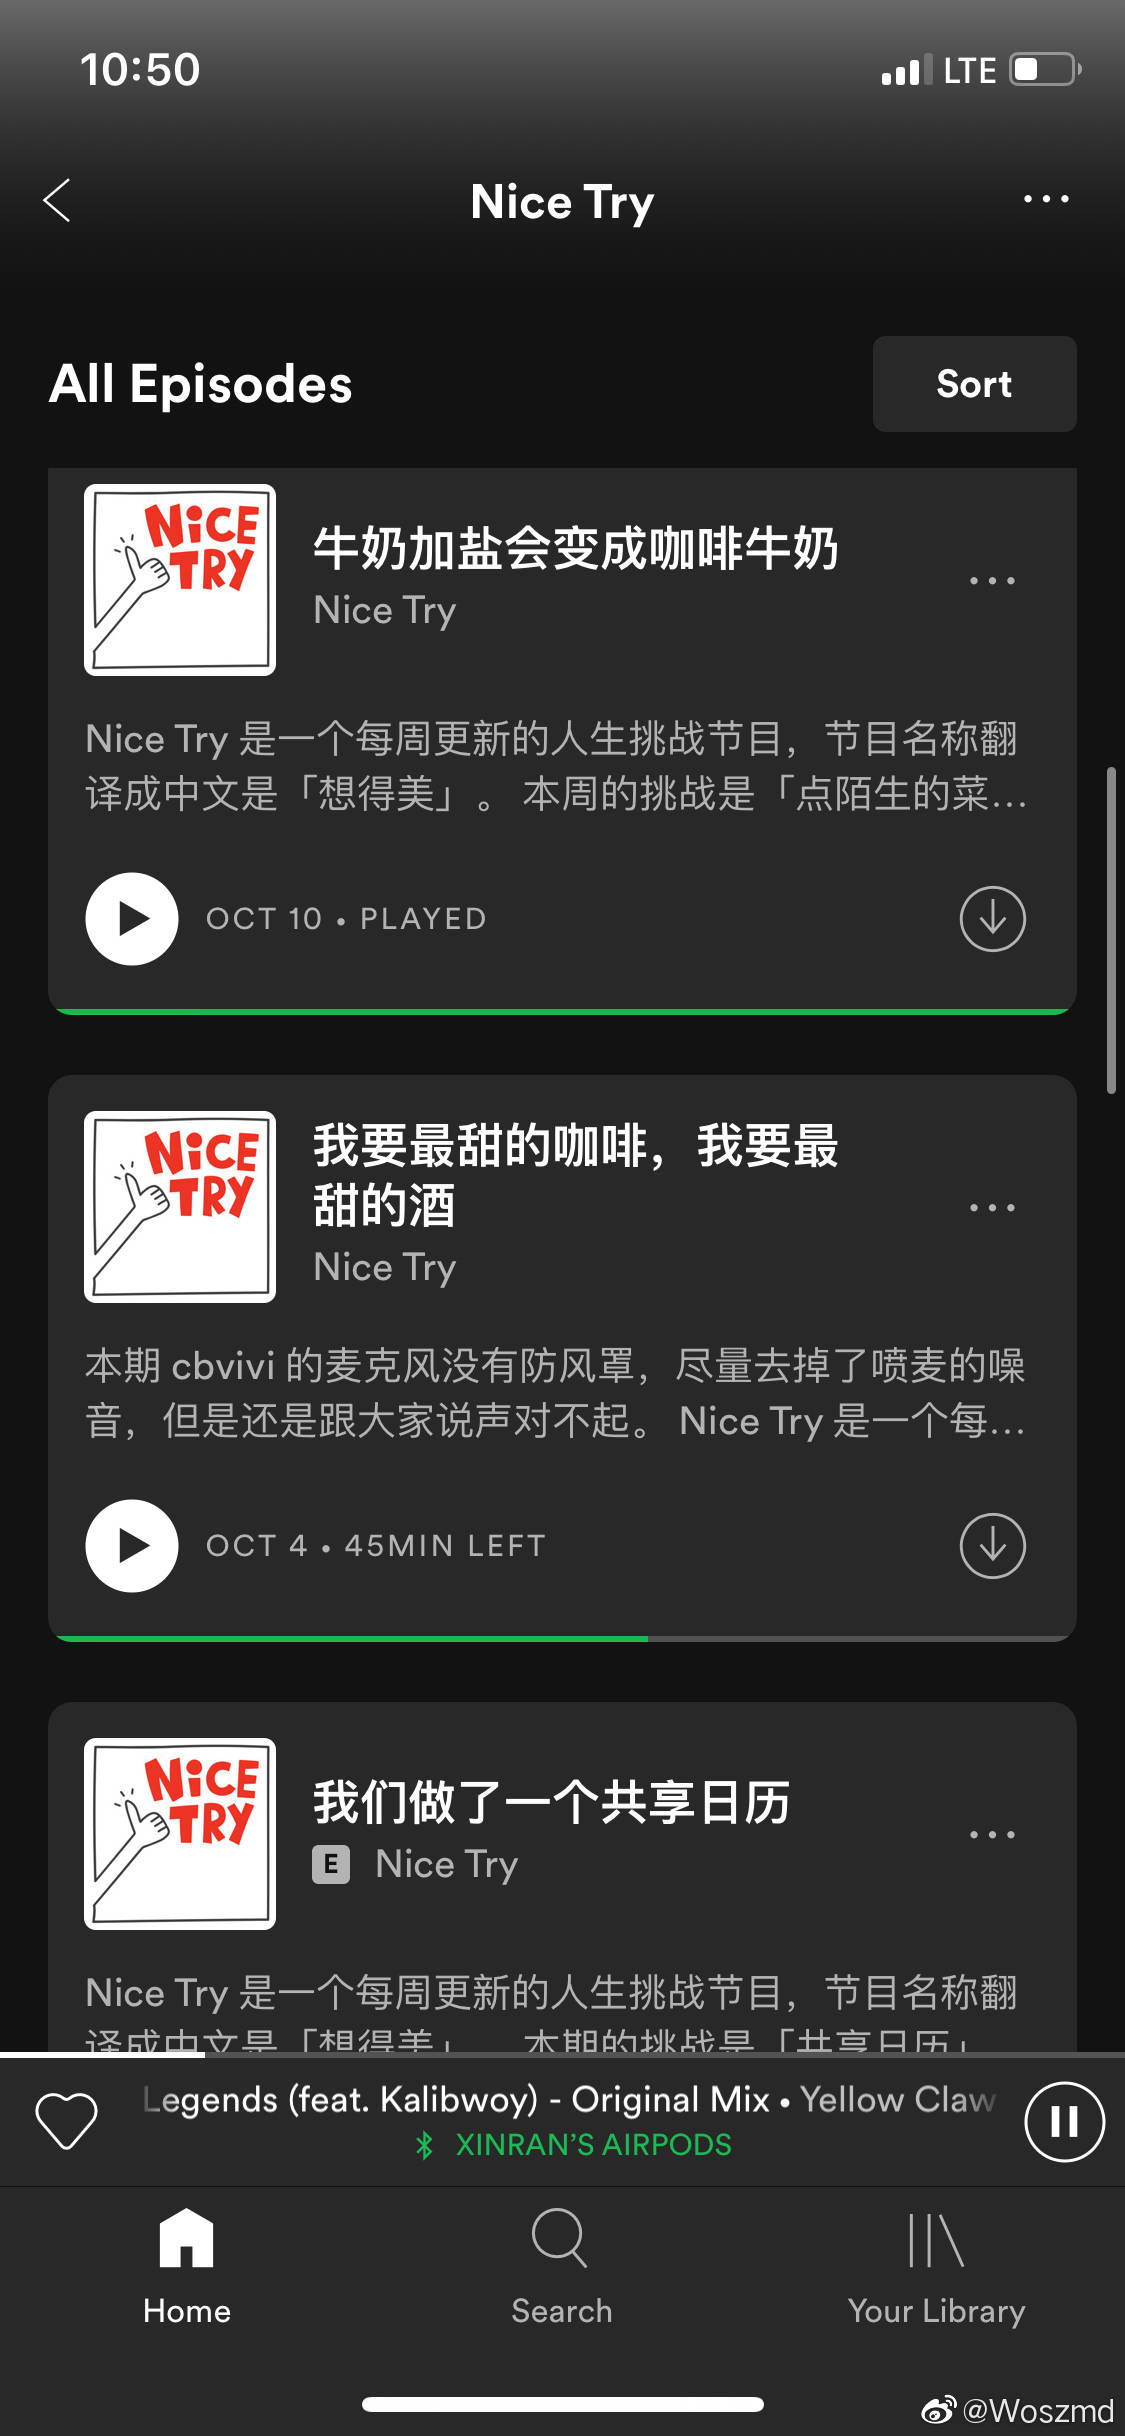 10:50
LTE
Nice Try
All Episodes
Sort
NiCE
TRY
牛奶加盐会变成咖啡牛奶
Nice Try
Nice Try 是一个每周更新的人生挑战节目，节目名称翻
译成中文是「想得美」。 本周的挑战是「点陌生的菜...
OCT 10 • PLAYED
NiCE
TRY
我要最甜的咖啡，我要最
甜的酒
Nice Try
本期 cbvivi 的麦克风没有防风罩，尽量去掉了喷麦的噪
音，但是还是跟大家说声对不起。 Nice Try 是一个每...
OCT 4 • 45MIN LEFT
NiCE
TRY
我们做了一个共享日历
E Nice Try
Nice Try 是一个每周更新的人生挑战节目，节目名称翻
译成中文是「想得美」。 本期的挑战是「共享日历」
Legends (feat. Kalibwoy) - Original Mix • Yellow Claw
XINRAN’S AIRPODS
Home
Search
Your Library
@Woszmd